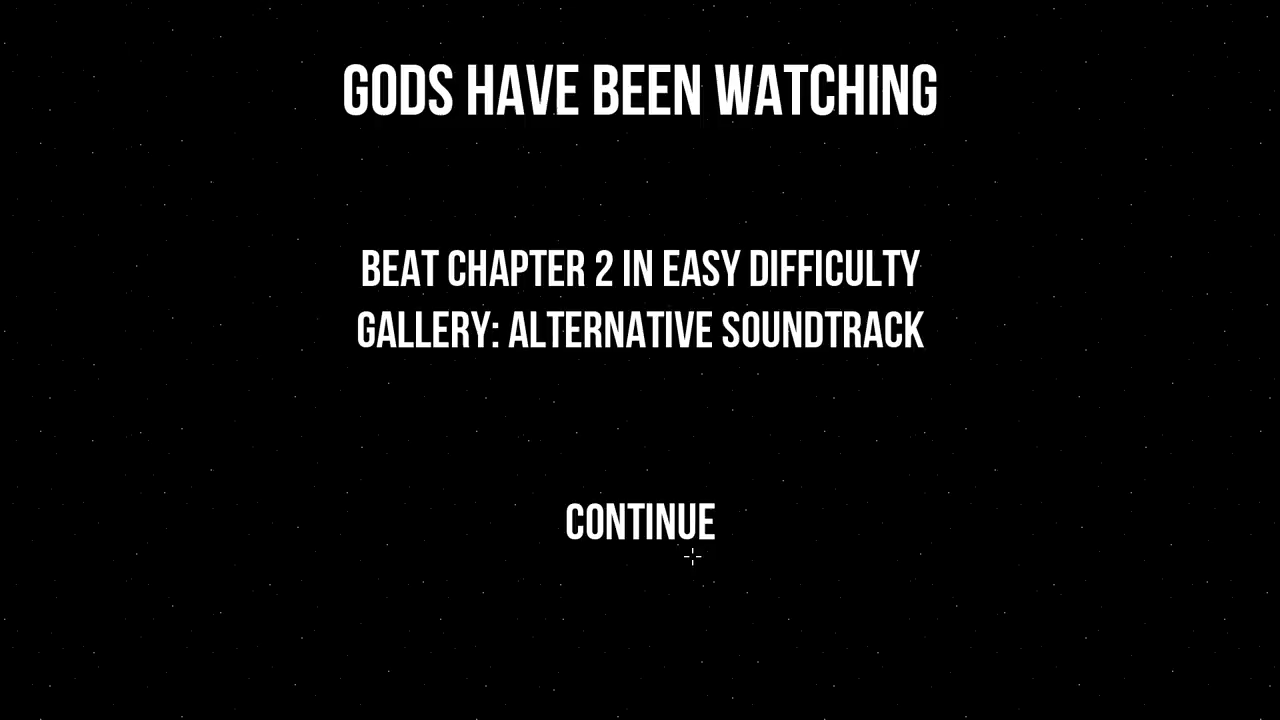 GODS HAVE BEEN WATCHING
BEAT CHAPTER 2 IN EASY DIFFICULTY
GALLERY: ALTERNATIVE SOUNDTRACK
CONTINUE